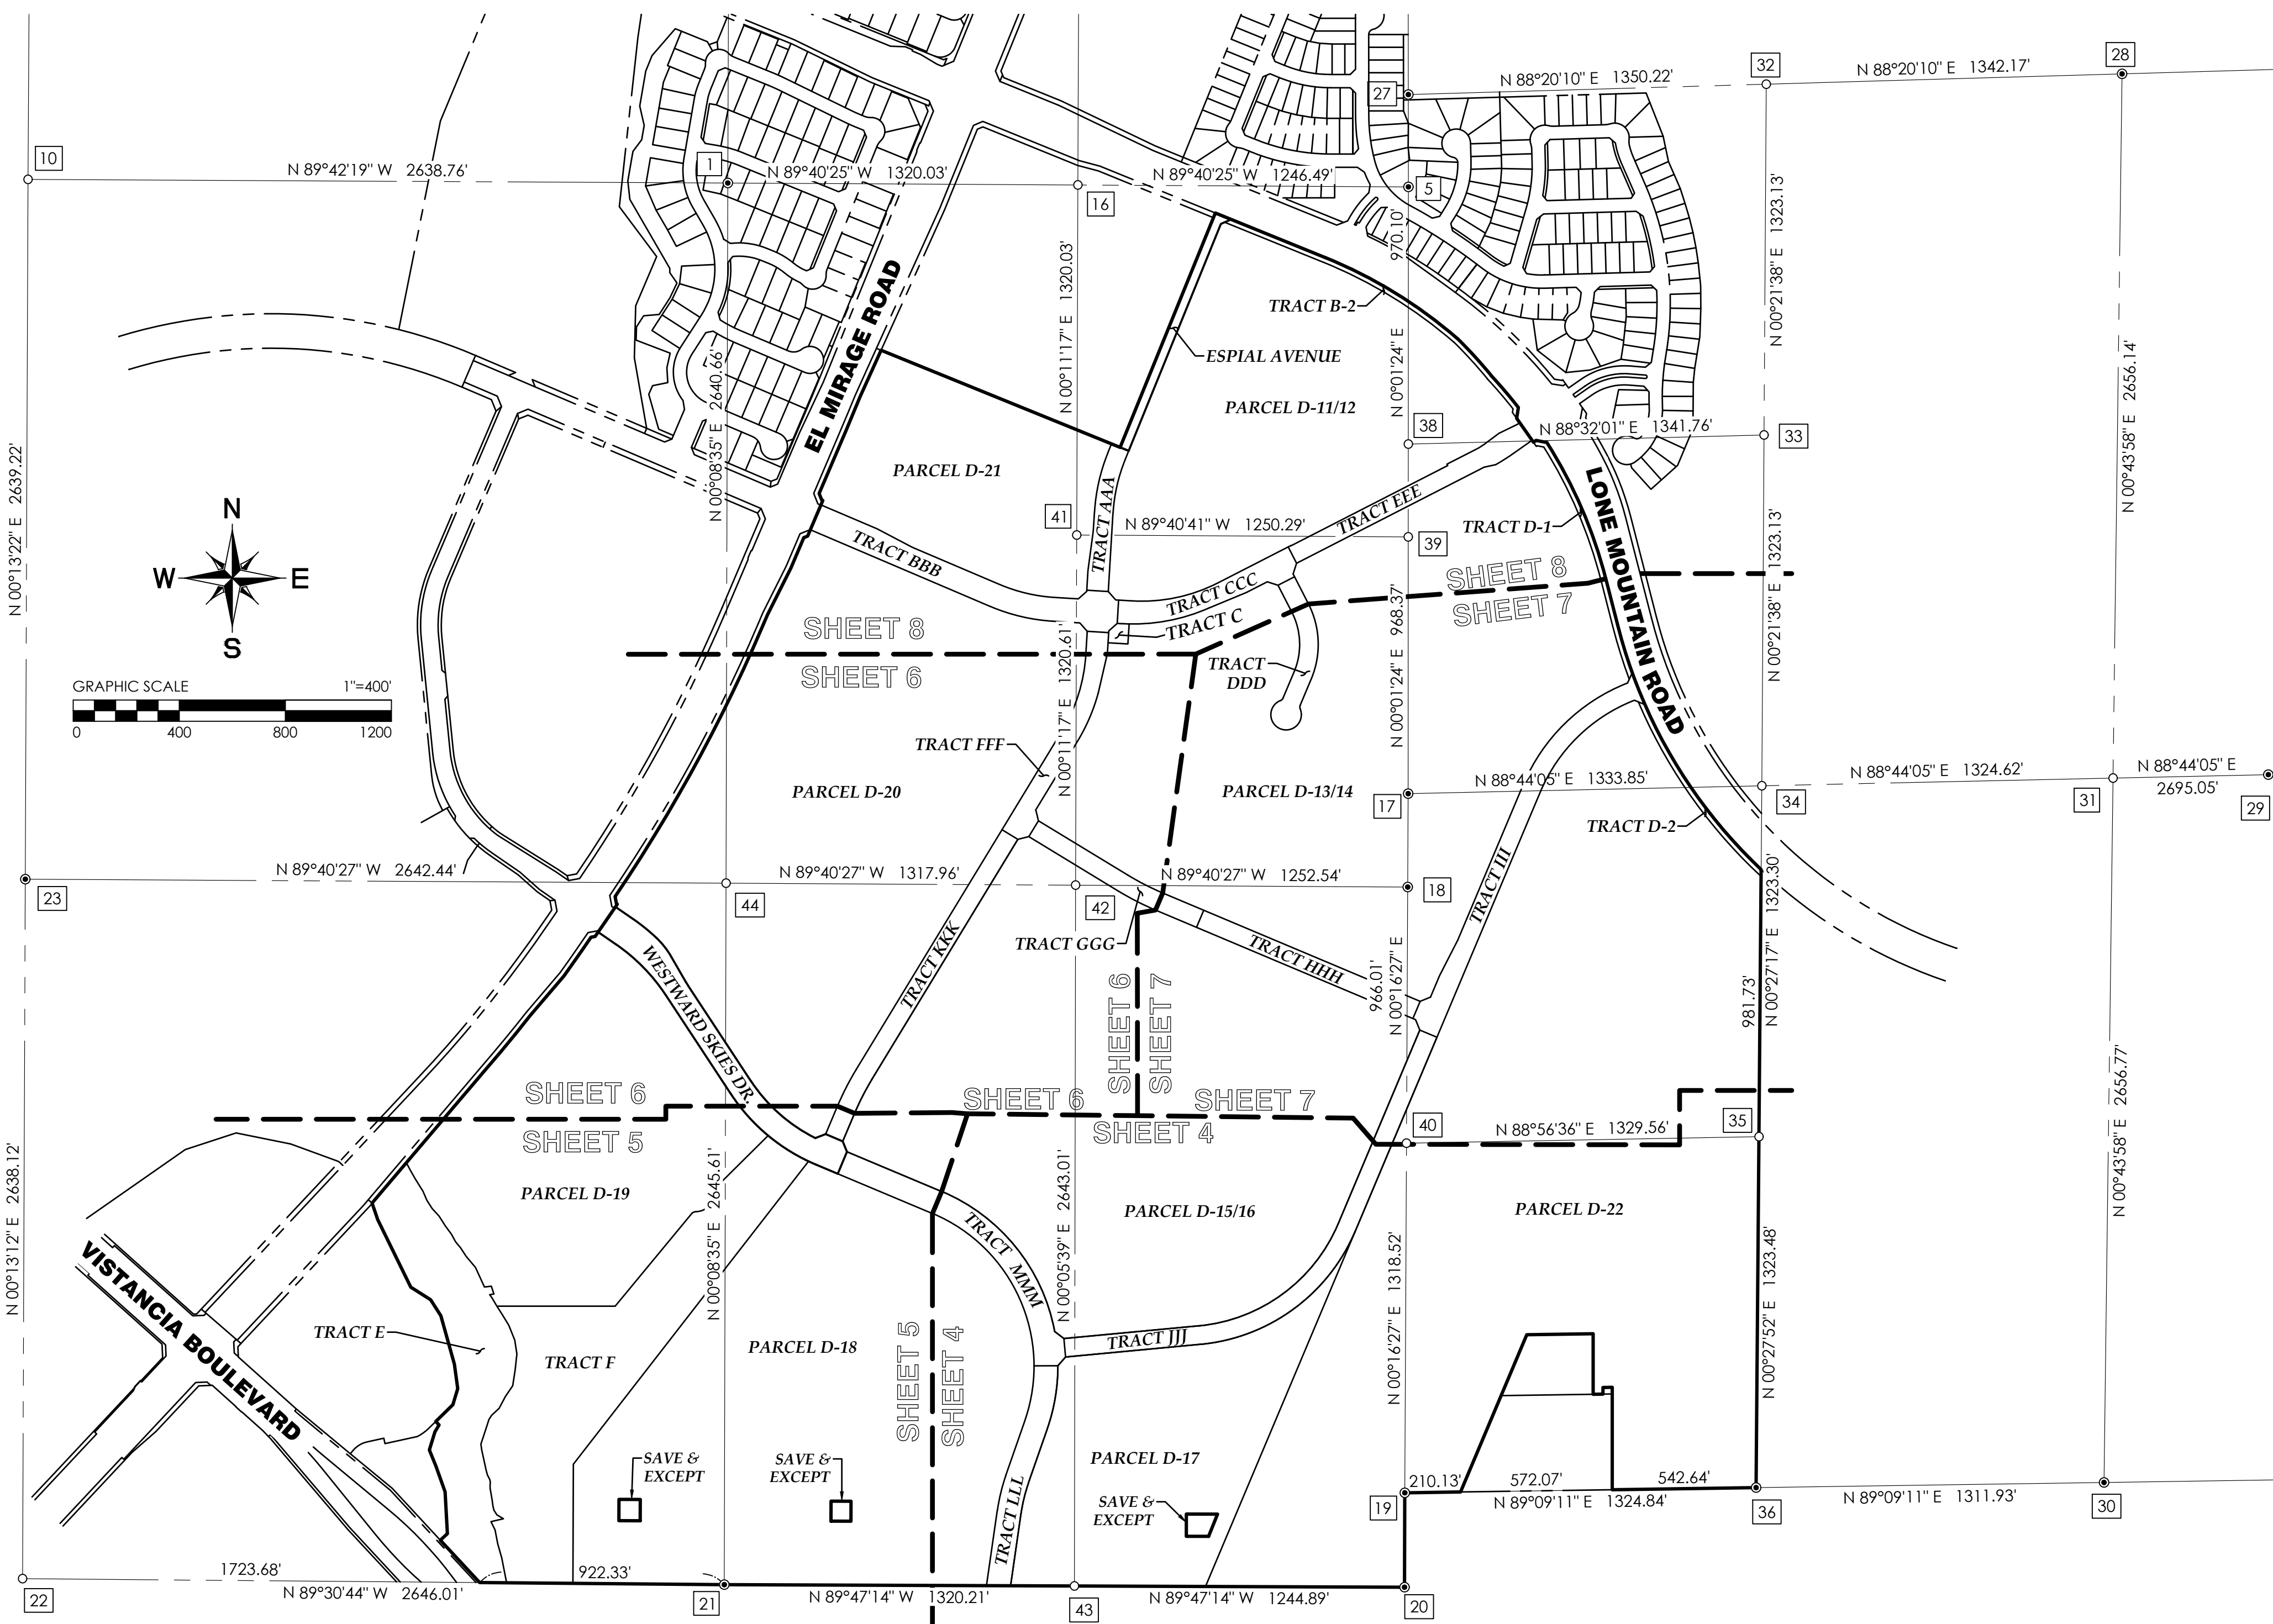 28
32
N 88°20'10" E 1342.17'
N 88°20'10" E 1350.22'
27
10
N 89°42'19" W 2638.76'
1
N 89°40'25" W 1320.03'
N 89°40'25" W 1246.49'
5
16
970.10'
N 00°01'24" E
N 00°21'38" E 1323.13'
N 00°11'17" E 1320.03'
EL MIRAGE ROAD
TRACT B-2
ESPIAL AVENUE
N 00°43'58" E 2656.14'
N 00°08'35" E 2640.66'
PARCEL D-11/12
38
N 88°32'01" E 1341.76'
33
N 00°13'22" E 2639.22'
PARCEL D-21
TRACT AAA
LONE MOUNTAIN ROAD
N
W
E
S
41
N 89°40'41" W 1250.29'
TRACT EEE
39
TRACT D-1
TRACT BBB
TRACT CCC
TRACT C
SHEET 8
SHEET 7
SHEET 8
SHEET 6
N 00°21'38" E 1323.13'
N 00°01'24" E 968.37'
N 00°11'17" E 1320.61'
TRACT
DDD
GRAPHIC SCALE 1"=400'
0 400 800 1200
TRACT FFF
PARCEL D-20
PARCEL D-13/14
17
N 88°44'05" E 1333.85'
34
N 88°44'05" E 1324.62'
31
N 88°44'05" E
2695.05'
29
TRACT D-2
N 89°40'27" W 2642.44'
23
44
N 89°40'27" W 1317.96'
42
N 89°40'27" W 1252.54'
18
TRACT III
TRACT GGG
TRACT HHH
TRACT KKK
WESTWARD SKIES DR.
966.01'
N 00°16'27" E
981.73'
N 00°27'17" E 1323.30'
SHEET 6
SHEET 7
SHEET 6
SHEET 5
SHEET 6
SHEET 7
SHEET 4
40
N 88°56'36" E 1329.56'
35
N 00°43'58" E 2656.77'
N 00°13'12" E 2638.12'
PARCEL D-19
N 00°08'35" E 2645.61'
N 00°05'39" E 2643.01'
PARCEL D-15/16
PARCEL D-22
VISTANCIA BOULEVARD
TRACT MMM
N 00°16'27" E 1318.52'
N 00°27'52" E 1323.48'
TRACT E
TRACT F
PARCEL D-18
SHEET 5
SHEET 4
TRACT JJJ
SAVE &
EXCEPT
SAVE &
EXCEPT
PARCEL D-17
SAVE &
EXCEPT
TRACT LLL
210.13'
572.07'
542.64'
19
N 89°09'11" E 1324.84'
36
N 89°09'11" E 1311.93'
30
1723.68'
922.33'
22
N 89°30'44" W 2646.01'
21
N 89°47'14" W 1320.21'
43
N 89°47'14" W 1244.89'
20